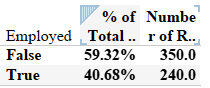 % of Numbe
Employed Total .. r of R..
False 59.32% 350.0
True 40.68% 240.0